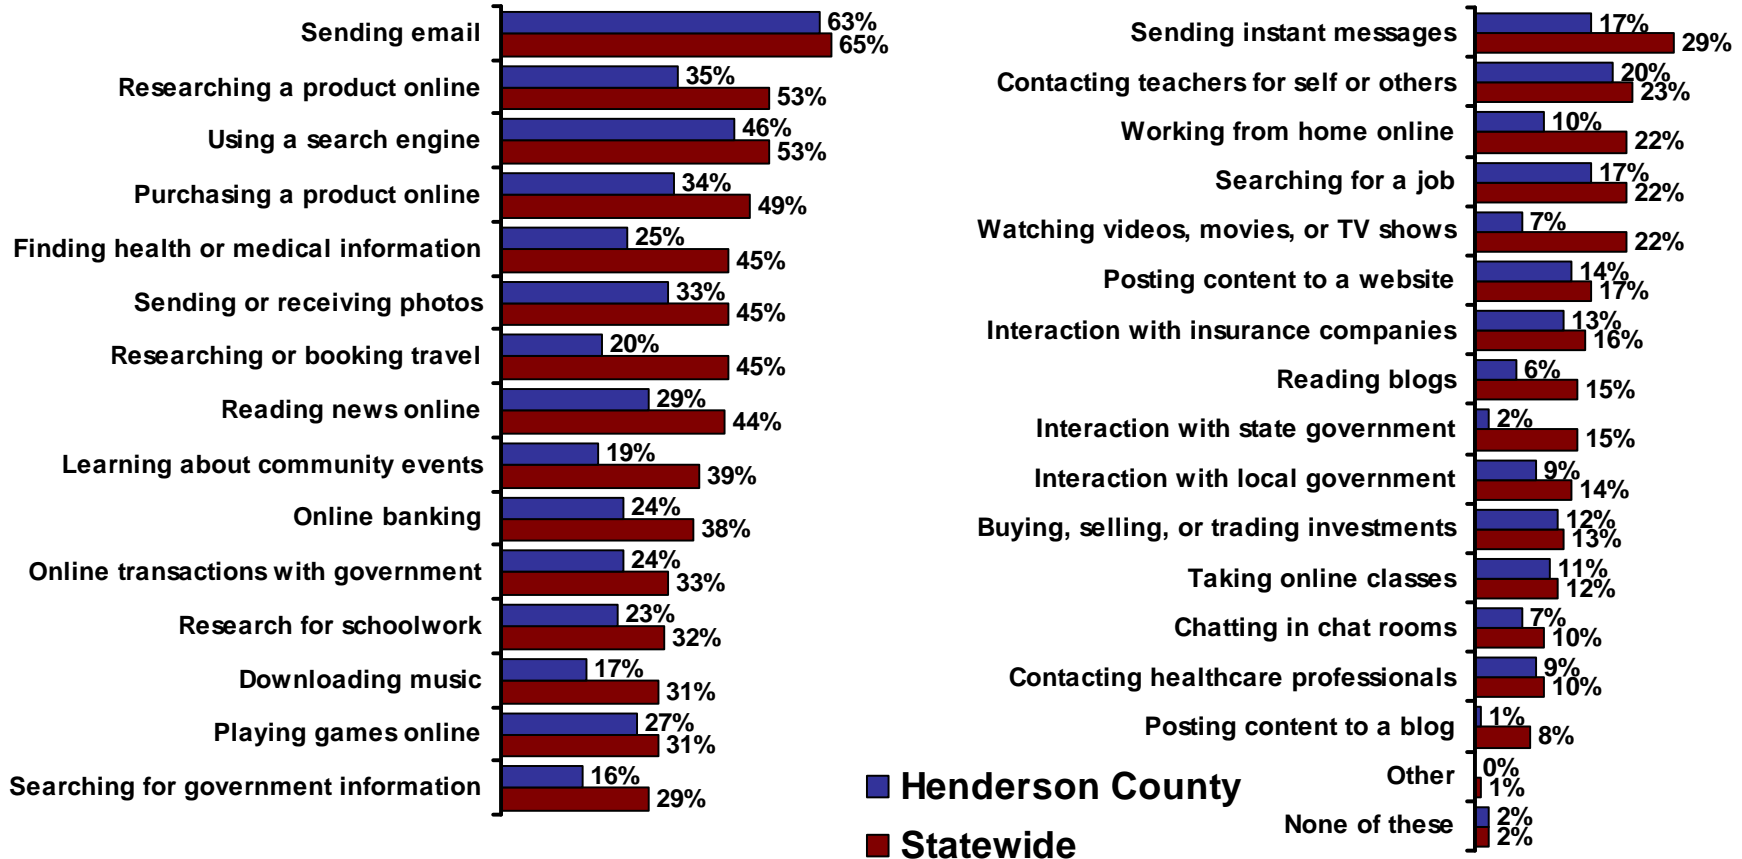 Sending email
63%
65%
Researching a product online
35%
53%
Using a search engine
46%
53%
Purchasing a product online
34%
49%
Finding health or medical information
25%
45%
Sending or receiving photos
33%
45%
Researching or booking travel
20%
45%
Reading news online
29%
44%
Learning about community events
19%
39%
Online banking
24%
38%
Online transactions with government
24%
33%
Research for schoolwork
23%
32%
Downloading music
17%
31%
Playing games online
27%
31%
Searching for government information
16%
29%
Sending instant messages
17%
29%
Contacting teachers for self or others
20%
23%
Working from home online
10%
22%
Searching for a job
17%
22%
Watching videos, movies, or TV shows
7%
22%
Posting content to a website
14%
17%
Interaction with insurance companies
13%
16%
Reading blogs
6%
15%
Interaction with state government
2%
15%
Interaction with local government
9%
14%
Buying, selling, or trading investments
12%
13%
Taking online classes
11%
12%
Chatting in chat rooms
7%
10%
Contacting healthcare professionals
9%
10%
Posting content to a blog
1%
8%
Other
0%
1%
None of these
2%
2%
Henderson County
Statewide